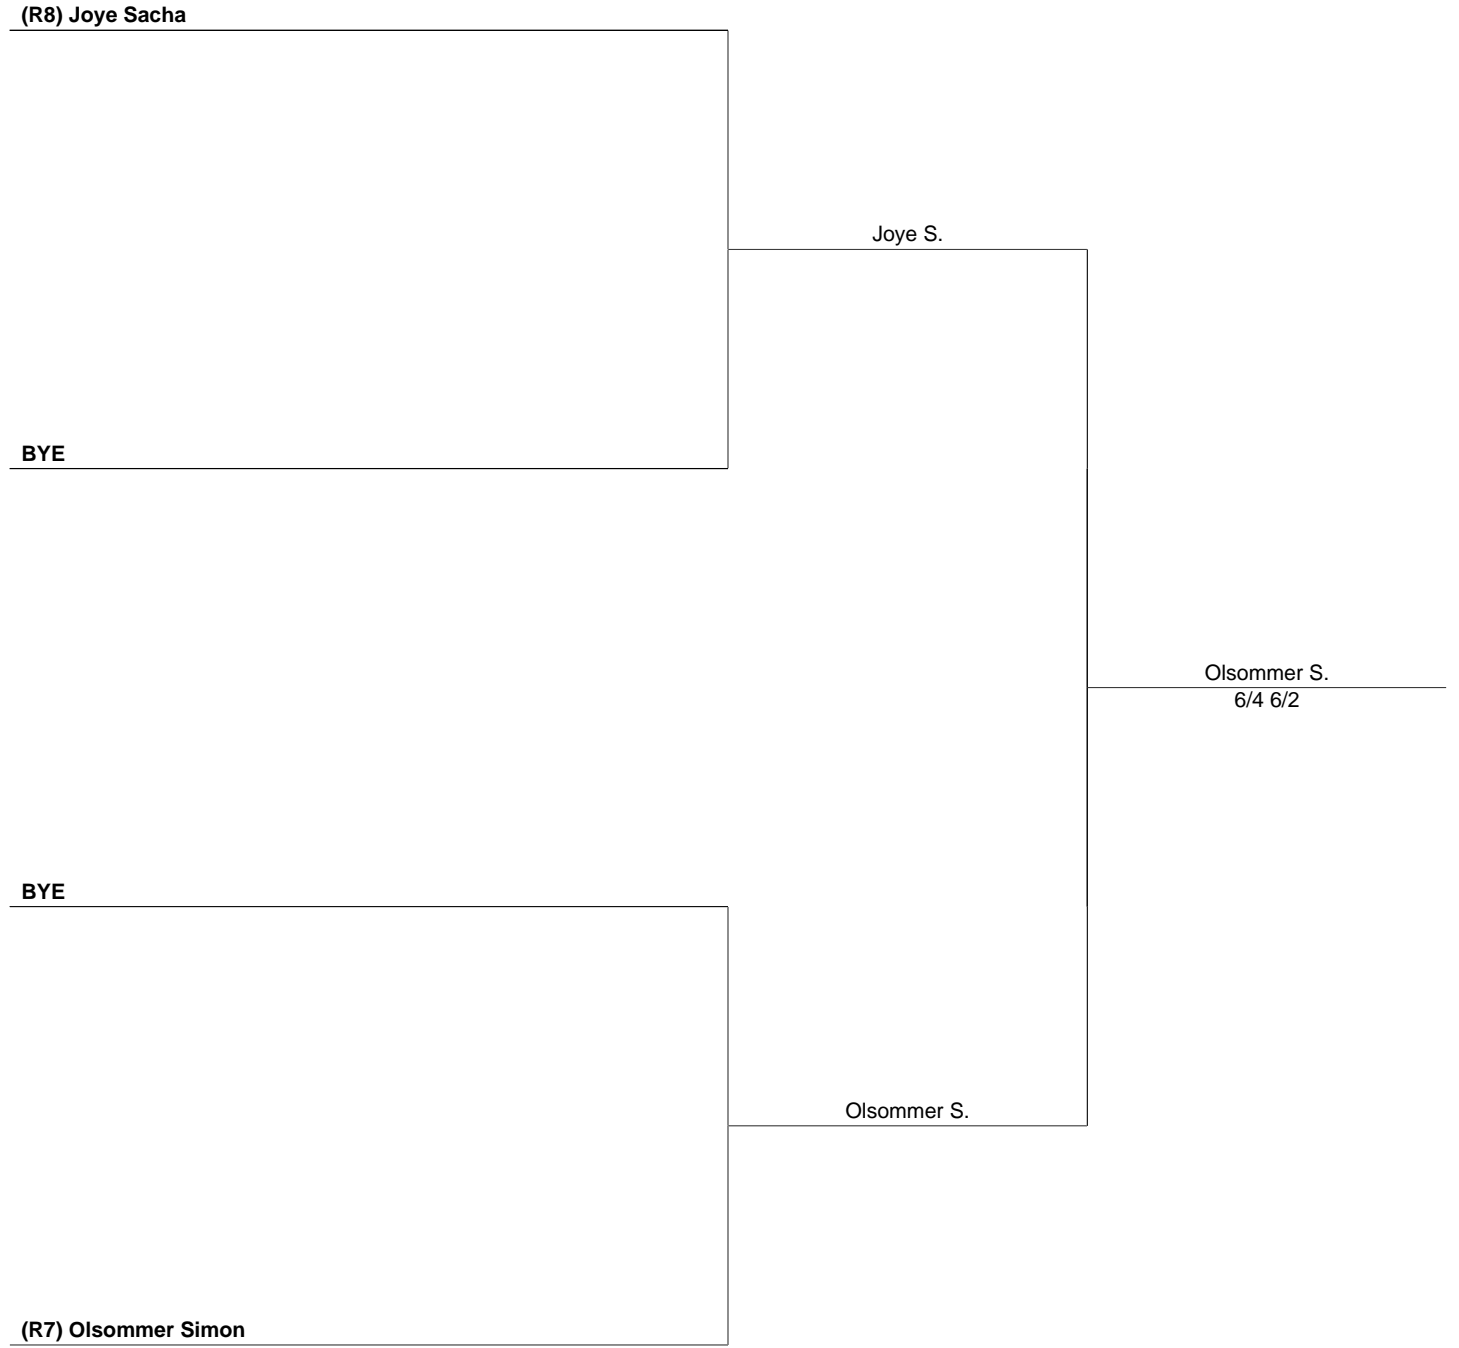 (R8) Joye Sacha
Joye S.
BYE
Olsommer S.
6/4 6/2
BYE
Olsommer S.
(R7) Olsommer Simon